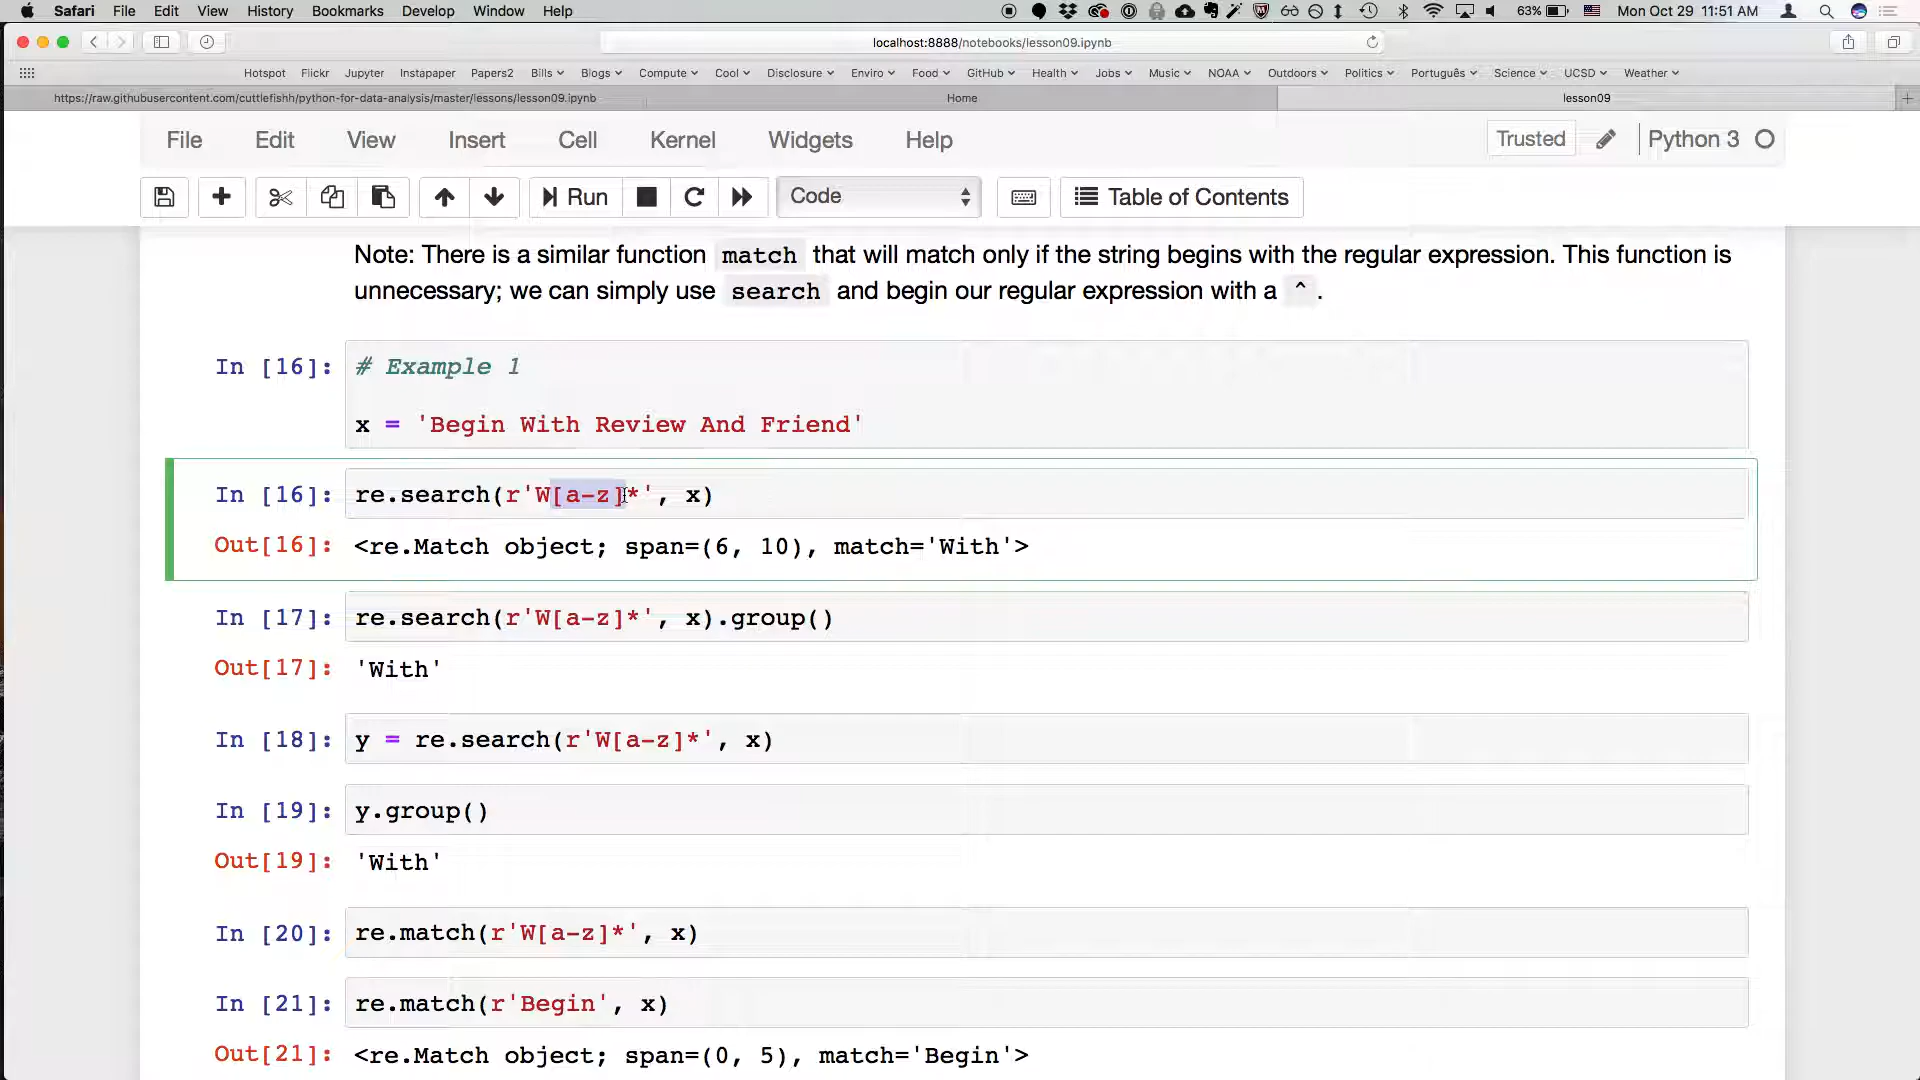 Safari File Edit View History Bookmarks Develop Window Help 63% Mon Oct 29 11:51 AM
localhost:8888/notebooks/lesson09.ipynb
Hotspot Flickr Jupyter Instapaper Papers2 Bills Blogs Compute Cool Disclosure Enviro Food GitHub Health Jobs Music NOAA Outdoors Politics Português Science UCSD Weather
https://raw.githubusercontent.com/cuttlefishh/python-for-data-analysis/master/lessons/lesson09.ipynb Home lesson09
File Edit View Insert Cell Kernel Widgets Help Trusted Python 3
Run Code Table of Contents
Note: There is a similar function match that will match only if the string begins with the regular expression. This function is
unnecessary; we can simply use search and begin our regular expression with a ^ .
In [16]: # Example 1
x = 'Begin With Review And Friend'
In [16]: re.search(r'W[a-z]*', x)
Out[16]: <re.Match object; span=(6, 10), match='With'>
In [17]: re.search(r'W[a-z]*', x).group()
Out[17]: 'With'
In [18]: y = re.search(r'W[a-z]*', x)
In [19]: y.group()
Out[19]: 'With'
In [20]: re.match(r'W[a-z]*', x)
In [21]: re.match(r'Begin', x)
Out[21]: <re.Match object; span=(0, 5), match='Begin'>